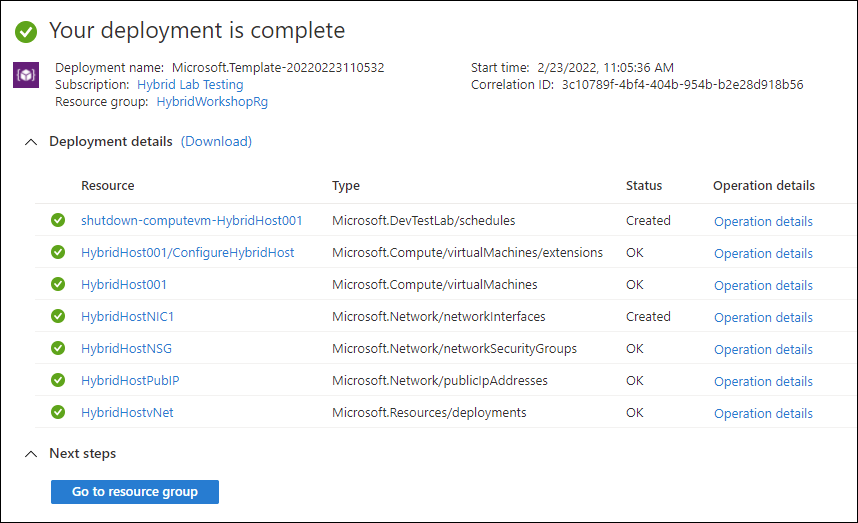 Your deployment is complete
Deployment name: Microsoft.Template-20220223110532 Start time: 2/23/2022, 11:05:36 AM
Subscription: Hybrid Lab Testing Correlation ID: 3c10789f-4bf4-404b-954b-b2e28d918b56
Resource group: HybridWorkshopRg
Deployment details (Download)
Resource Type Status Operation details
shutdown-computevm-HybridHost001 Microsoft.DevTestLab/schedules Created Operation details
HybridHost001/ConfigureHybridHost Microsoft.Compute/virtualMachines/extensions OK Operation details
HybridHost001 Microsoft.Compute/virtualMachines OK Operation details
HybridHostNIC1 Microsoft.Network/networkInterfaces Created Operation details
HybridHostNSG Microsoft.Network/networkSecurityGroups OK Operation details
HybridHostPubIP Microsoft.Network/publicIpAddresses OK Operation details
HybridHostvNet Microsoft.Resources/deployments OK Operation details
Next steps
Go to resource group